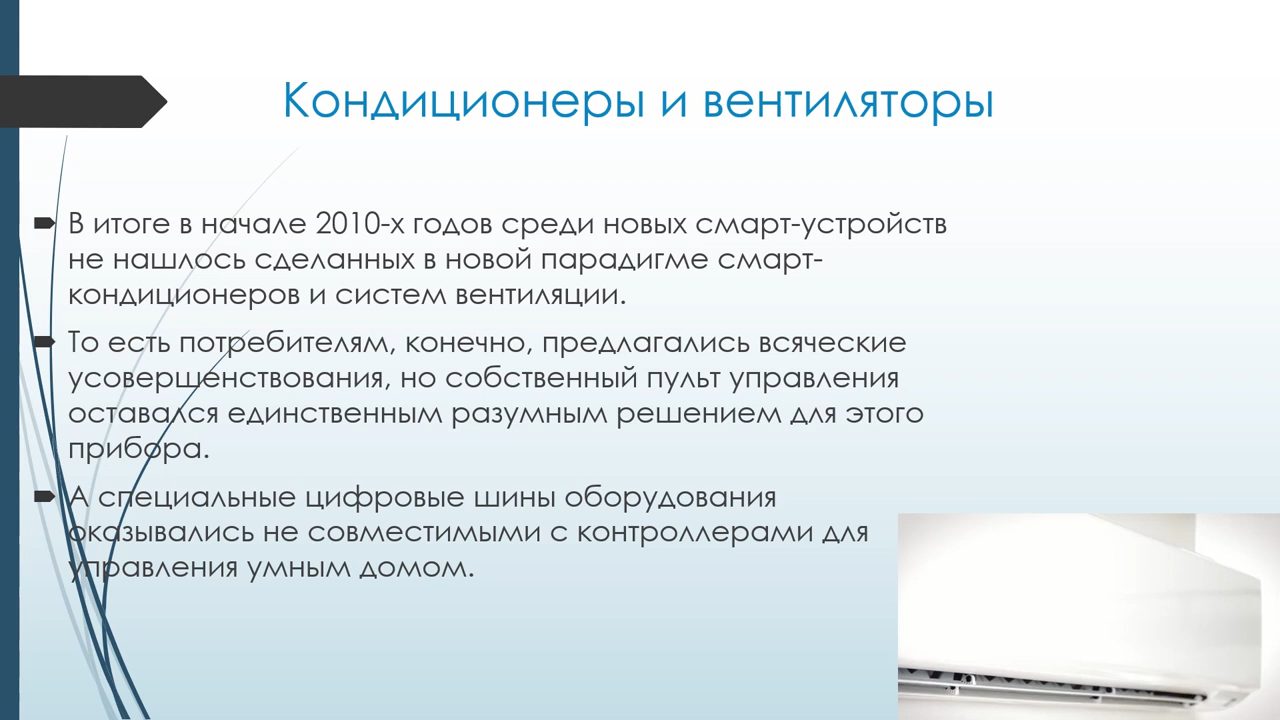 Кондиционеры и вентиляторы
В итоге в начале 2010-х годов среди новых смарт-устройств
не нашлось сделанных в новой парадигме смарт-
кондиционеров и систем вентиляции.
То есть потребителям, конечно, предлагались всяческие
усовершенствования, но собственный пульт управления
оставался единственным разумным решением для этого
прибора.
А специальные цифровые шины оборудования
оказывались не совместимыми с контроллерами для
управления умным домом.